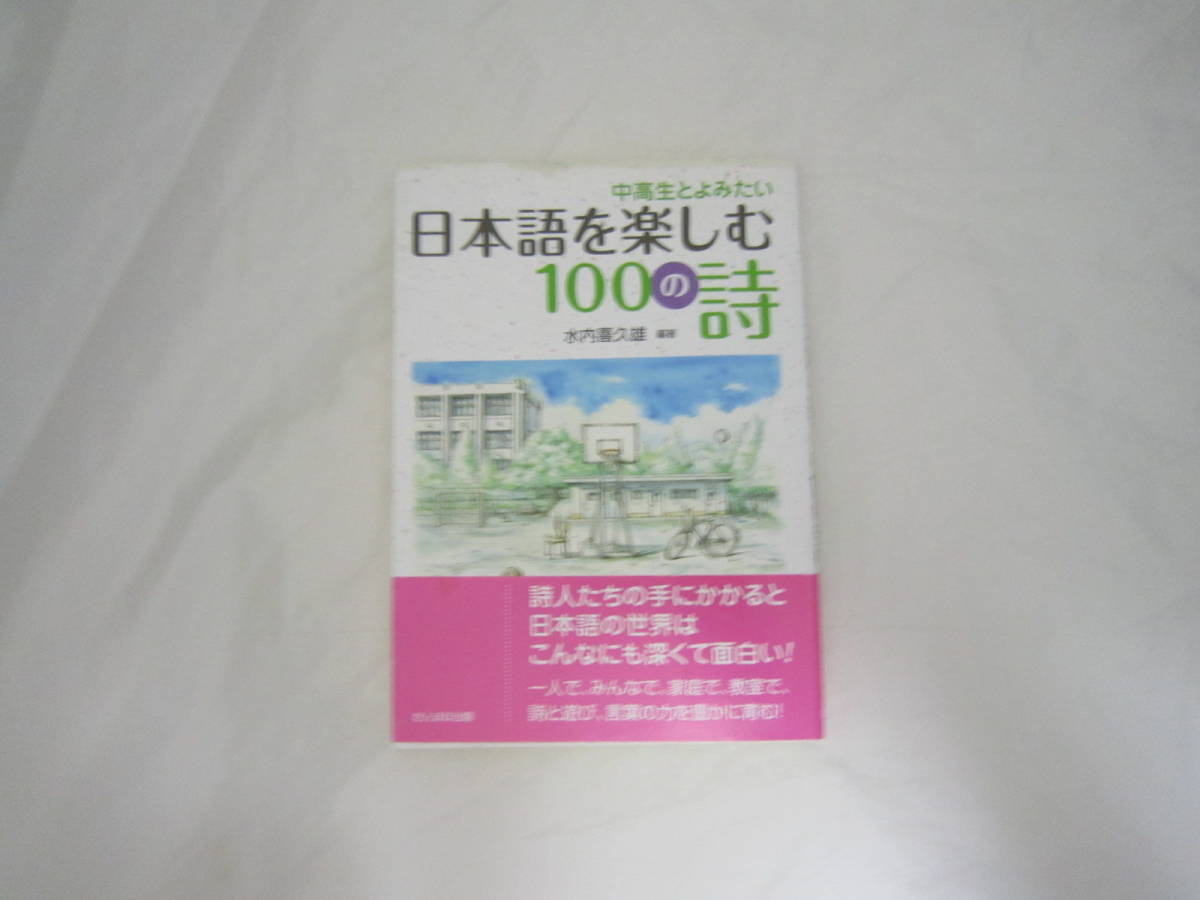 中高生とよみたい
日本語を楽しむ
100の詩
水内喜久雄 編著
詩人たちの手にかかると
日本語の世界は
こんなにも深くて面白い!
一人で、みんなで、家庭で、教室で、
詩と遊び、言葉の力を豊かに育む!